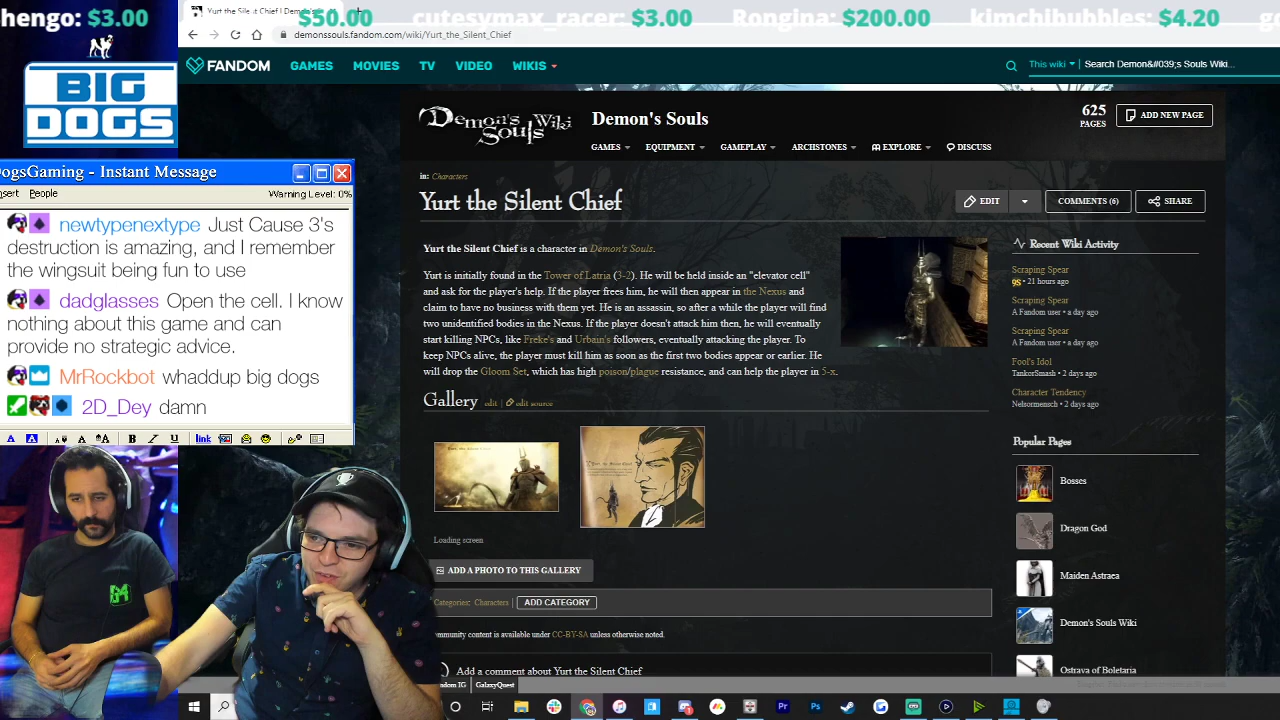 hengo: $3.00
$50.00
cutesymax_racer: $3.00
Rongina: $200.00
kimchibubbles: $4.20
demonssouls.fandom.com/wiki/Yurt_the_Silent_Chief
BIG
DOGS
FANDOM GAMES MOVIES TV VIDEO WIKIS
This wiki
Search Demon&#039;s Souls Wiki...
Demon's Souls Wiki
Demon's Souls
625
PAGES
ADD NEW PAGE
GAMES EQUIPMENT GAMEPLAY ARCHSTONES EXPLORE DISCUSS
DogsGaming - Instant Message
sert People
Warning Level: 0%
newtypenextype Just Cause 3's
destruction is amazing, and I remember
the wingsuit being fun to use
dadglasses Open the cell. I know
nothing about this game and can
provide no strategic advice.
MrRockbot whaddup big dogs
2D_Dey damn
link
in: Characters
Yurt the Silent Chief
EDIT
COMMENTS (6)
SHARE
Yurt the Silent Chief is a character in Demon's Souls.
Yurt is initially found in the Tower of Latria (3-2). He will be held inside an "elevator cell"
and ask for the player's help. If the player frees him, he will then appear in the Nexus and
claim to have no business with them yet. He is an assassin, so after a while the player will find
two unidentified bodies in the Nexus. If the player doesn't attack him then, he will eventually
start killing NPCs, like Freke's and Urbain's followers, eventually attacking the player. To
keep NPCs alive, the player must kill him as soon as the first two bodies appear or earlier. He
will drop the Gloom Set, which has high poison/plague resistance, and can help the player in 5-x.
Gallery edit | edit source
Loading screen
ADD A PHOTO TO THIS GALLERY
Categories: Characters | ADD CATEGORY
ommunity content is available under CC-BY-SA unless otherwise noted.
Add a comment about Yurt the Silent Chief
ndom IG GalaxyQuest
Recent Wiki Activity
Scraping Spear
21 hours ago
Scraping Spear
A Fandom user • a day ago
Scraping Spear
A Fandom user • a day ago
Fool's Idol
TankorSmash • 2 days ago
Character Tendency
Nelsormensch • 2 days ago
Popular Pages
Bosses
Dragon God
Maiden Astraea
Demon's Souls Wiki
Ostrava of Boletaria